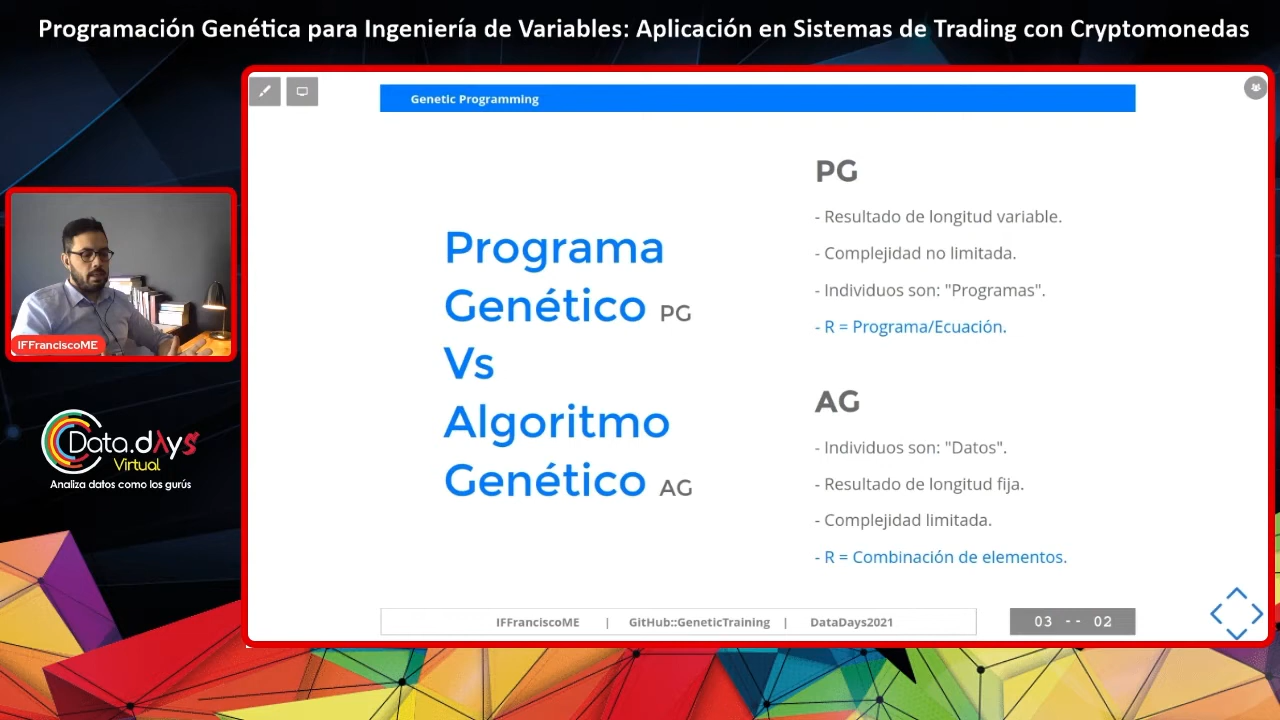 Programación Genética para Ingeniería de Variables: Aplicación en Sistemas de Trading con Cryptomonedas
Genetic Programming
Programa
Genético PG
Vs
Algoritmo
Genético AG
PG
- Resultado de longitud variable.
- Complejidad no limitada.
- Individuos son: "Programas".
- R = Programa/Ecuación.
AG
- Individuos son: "Datos".
- Resultado de longitud fija.
- Complejidad limitada.
- R = Combinación de elementos.
IFFranciscoME | GitHub::GeneticTraining | DataDays2021
03 -- 02
IFFranciscoME
Data.dAys
Virtual
Analiza datos como los gurús